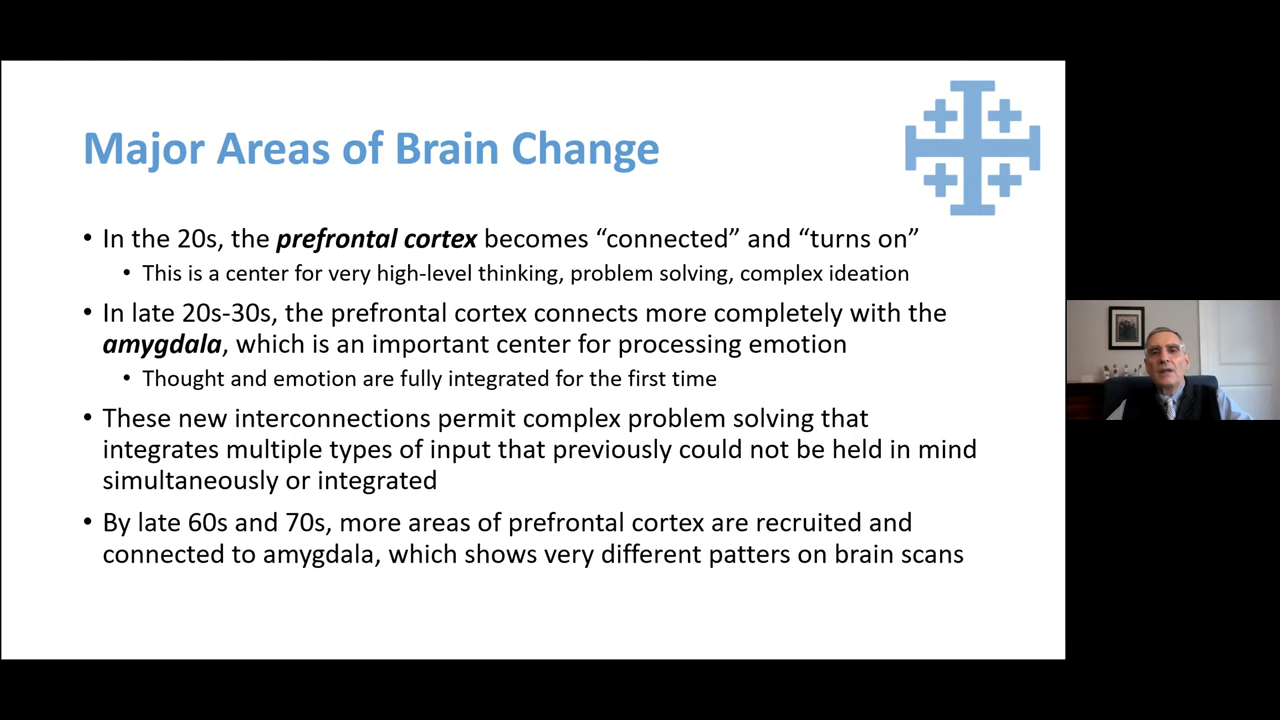 Major Areas of Brain Change
• In the 20s, the prefrontal cortex becomes “connected” and “turns on”
• This is a center for very high-level thinking, problem solving, complex ideation
• In late 20s-30s, the prefrontal cortex connects more completely with the
amygdala, which is an important center for processing emotion
• Thought and emotion are fully integrated for the first time
• These new interconnections permit complex problem solving that
integrates multiple types of input that previously could not be held in mind
simultaneously or integrated
• By late 60s and 70s, more areas of prefrontal cortex are recruited and
connected to amygdala, which shows very different patters on brain scans